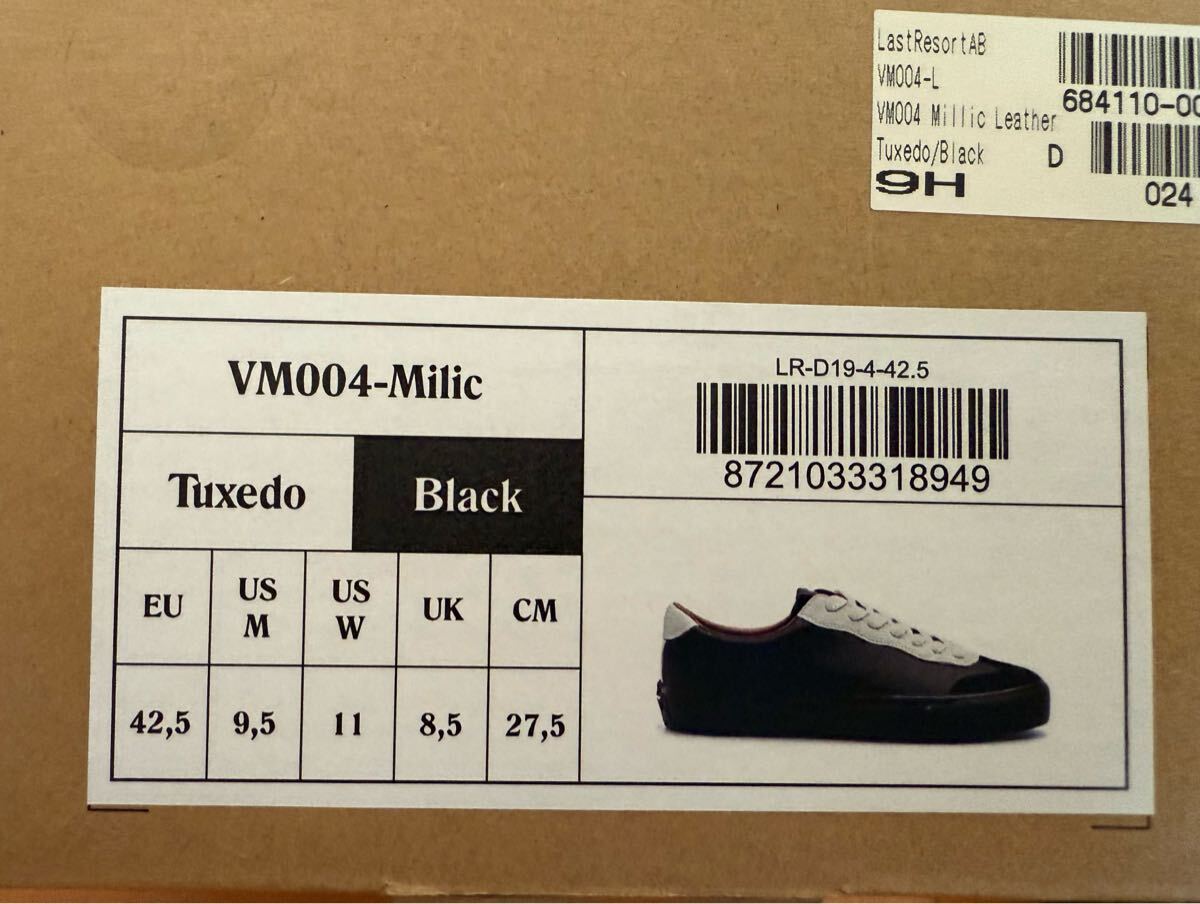 LastResortAB
VM004-L
VM004 Millic Leather
Tuxedo/Black D
9H
684110-00
024
VM004-Milic
Tuxedo Black
EU US M US W UK CM
42,5 9,5 11 8,5 27,5
LR-D19-4-42.5
8721033318949